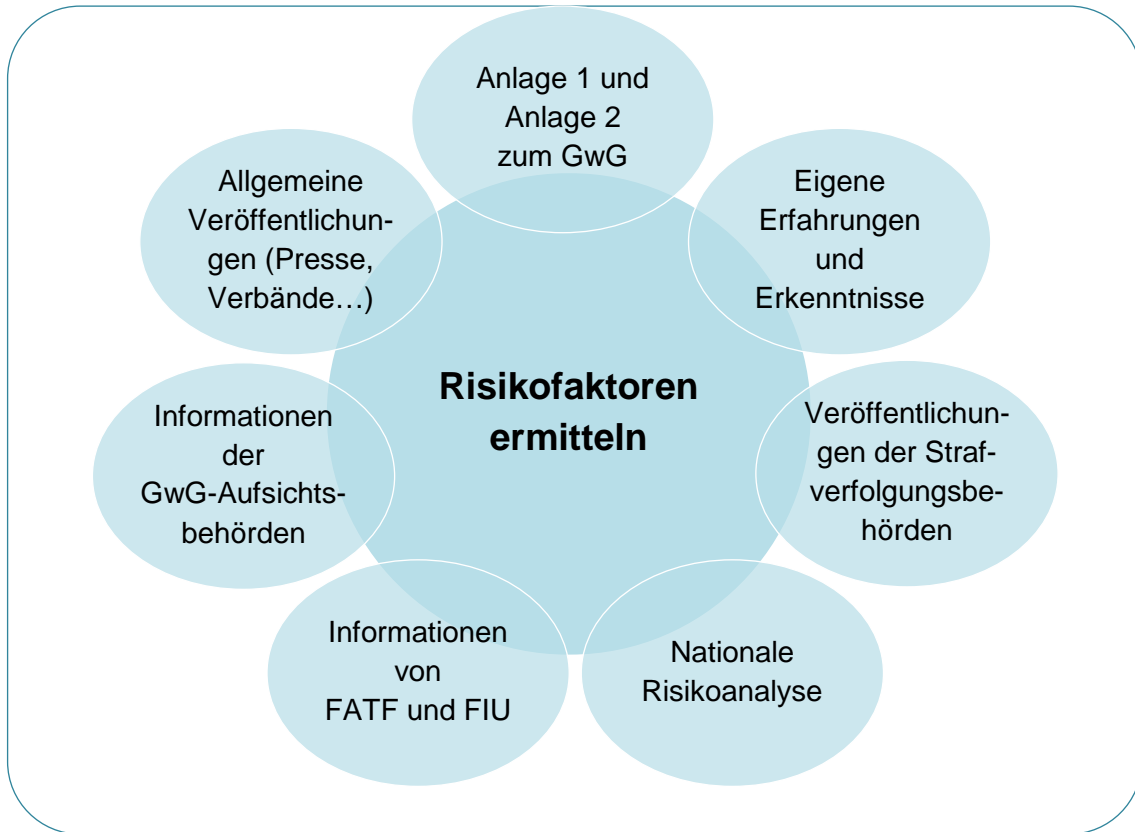 Anlage 1 und
Anlage 2
zum GwG
Eigene
Erfahrungen
und
Erkenntnisse
Veröffentlichun-
gen der Straf-
verfolgungsbe-
hörden
Nationale
Risikoanalyse
Informationen
von
FATF und FIU
Informationen
der
GwG-Aufsichts-
behörden
Allgemeine
Veröffentlichun-
gen (Presse,
Verbände…)
Risikofaktoren
ermitteln